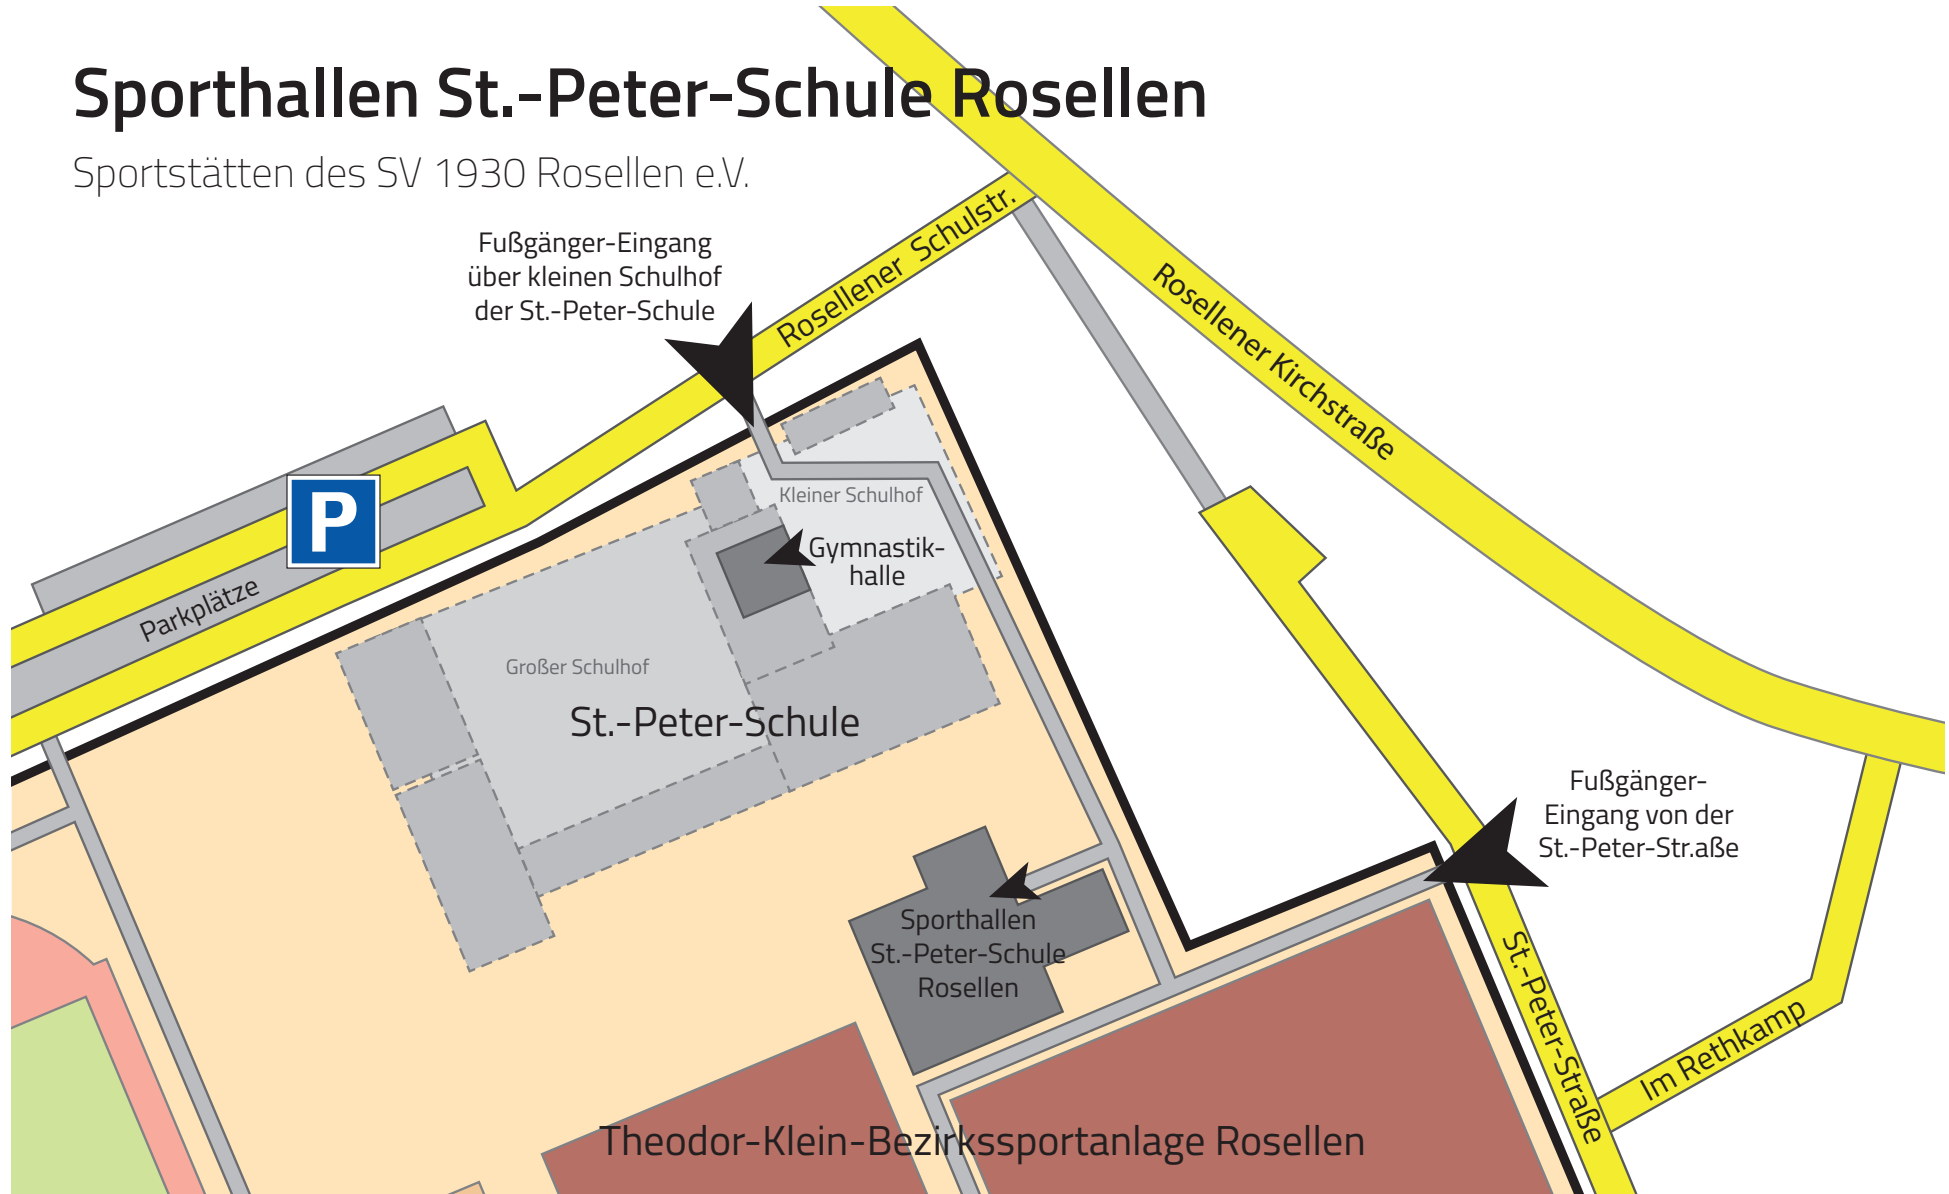 Sporthallen St.-Peter-Schule Rosellen
Sportstätten des SV 1930 Rosellen e.V.
Fußgänger-Eingang
über kleinen Schulhof
der St.-Peter-Schule
Rosellener Schulstr.
Rosellener Kirchstraße
P
Parkplätze
Kleiner Schulhof
Gymnastik-
halle
Großer Schulhof
St.-Peter-Schule
Fußgänger-
Eingang von der
St.-Peter-Str.aße
Sporthallen
St.-Peter-Schule
Rosellen
St.-Peter-Straße
Im Rethkamp
Theodor-Klein-Bezirkssportanlage Rosellen